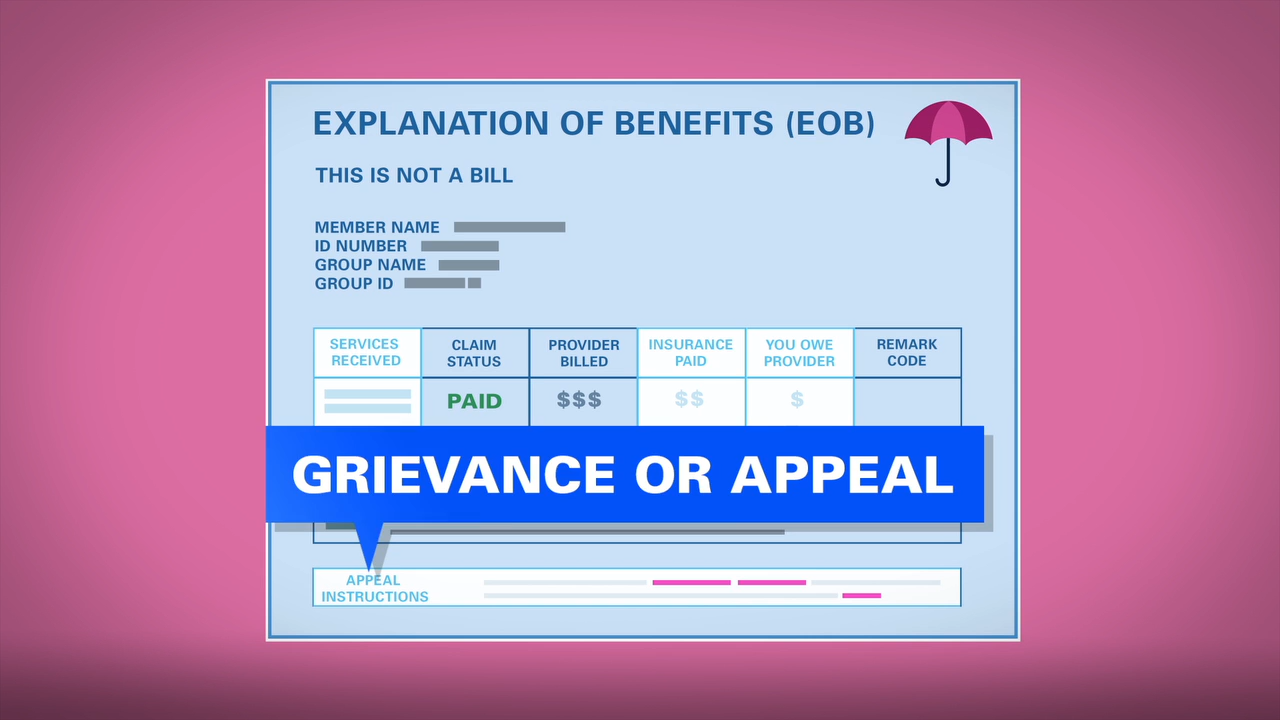 EXPLANATION OF BENEFITS (EOB)
THIS IS NOT A BILL
MEMBER NAME
ID NUMBER
GROUP NAME
GROUP ID
SERVICES RECEIVED
CLAIM STATUS
PROVIDER BILLED
INSURANCE PAID
YOU OWE PROVIDER
REMARK CODE
PAID $$$ $$ $
GRIEVANCE OR APPEAL
APPEAL
INSTRUCTIONS